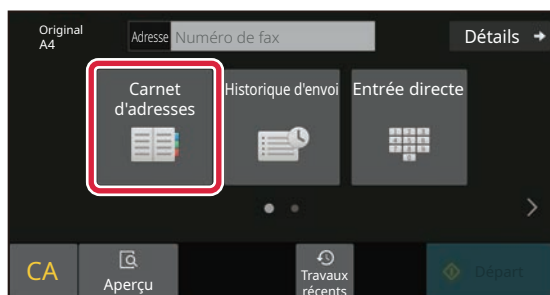 Original
A4
Adresse
Numéro de fax
Détails
Carnet
d'adresses
Historique d'envoi
Entrée directe
CA
Aperçu
Travaux
récents
Départ